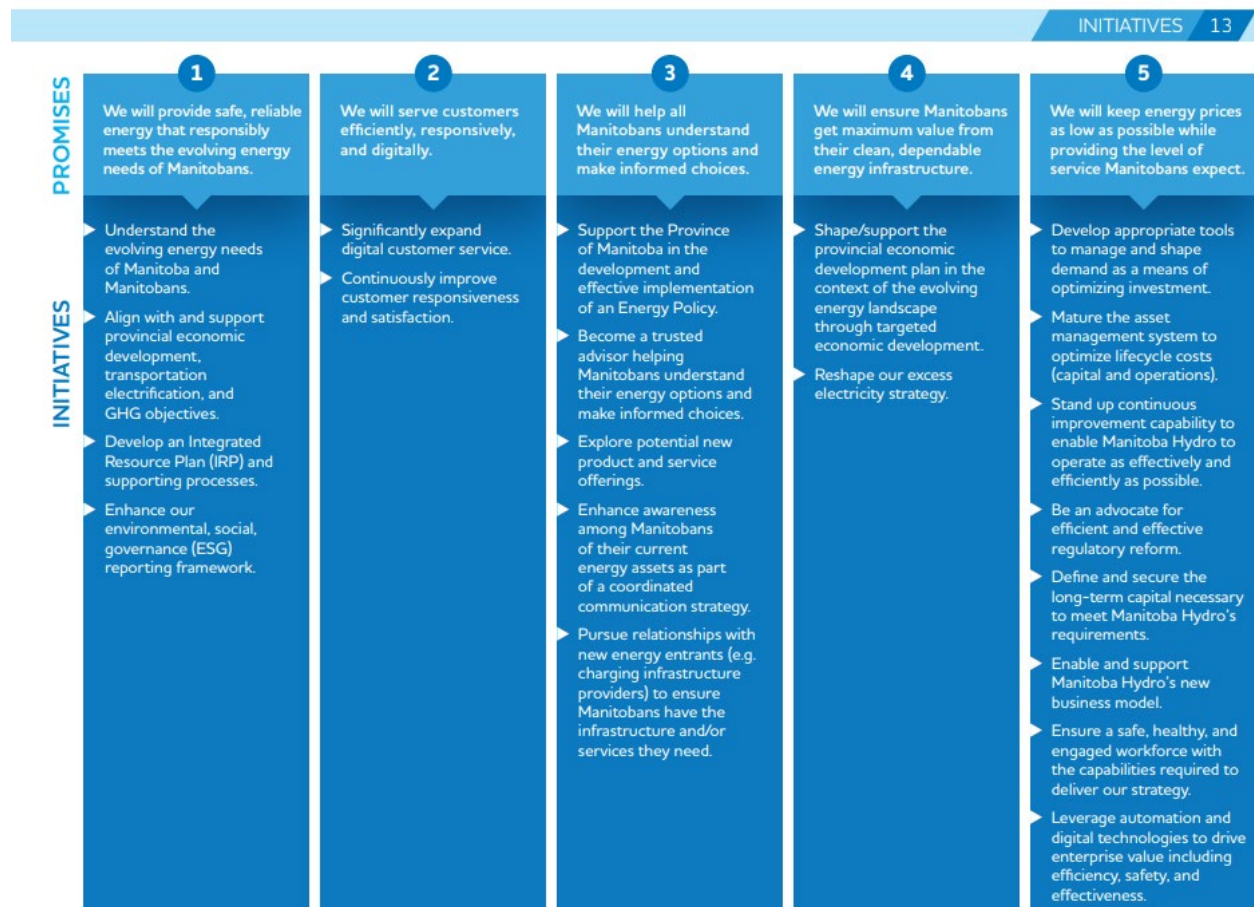 INITIATIVES 13
PROMISES
1
We will provide safe, reliable
energy that responsibly
meets the evolving energy
needs of Manitobans.
2
We will serve customers
efficiently, responsively,
and digitally.
3
We will help all
Manitobans understand
their energy options and
make informed choices.
4
We will ensure Manitobans
get maximum value from
their clean, dependable
energy infrastructure.
5
We will keep energy prices
as low as possible while
providing the level of
service Manitobans expect.
INITIATIVES
Understand the
evolving energy needs
of Manitoba and
Manitobans.
Align with and support
provincial economic
development,
transportation
electrification, and
GHG objectives.
Develop an Integrated
Resource Plan (IRP) and
supporting processes.
Enhance our
environmental, social,
governance (ESG)
reporting framework.
Significantly expand
digital customer service.
Continuously improve
customer responsiveness
and satisfaction.
Support the Province
of Manitoba in the
development and
effective implementation
of an Energy Policy.
Become a trusted
advisor helping
Manitobans understand
their energy options and
make informed choices.
Explore potential new
product and service
offerings.
Enhance awareness
among Manitobans
of their current
energy assets as part
of a coordinated
communication strategy.
Pursue relationships with
new energy entrants (e.g.
charging infrastructure
providers) to ensure
Manitobans have the
infrastructure and/or
services they need.
Shape/support the
provincial economic
development plan in the
context of the evolving
energy landscape
through targeted
economic development.
Reshape our excess
electricity strategy.
Develop appropriate tools
to manage and shape
demand as a means of
optimizing investment.
Mature the asset
management system to
optimize lifecycle costs
(capital and operations).
Stand up continuous
improvement capability to
enable Manitoba Hydro to
operate as effectively and
efficiently as possible.
Be an advocate for
efficient and effective
regulatory reform.
Define and secure the
long-term capital necessary
to meet Manitoba Hydro's
requirements.
Enable and support
Manitoba Hydro's new
business model.
Ensure a safe, healthy, and
engaged workforce with
the capabilities required to
deliver our strategy.
Leverage automation and
digital technologies to drive
enterprise value including
efficiency, safety, and
effectiveness.